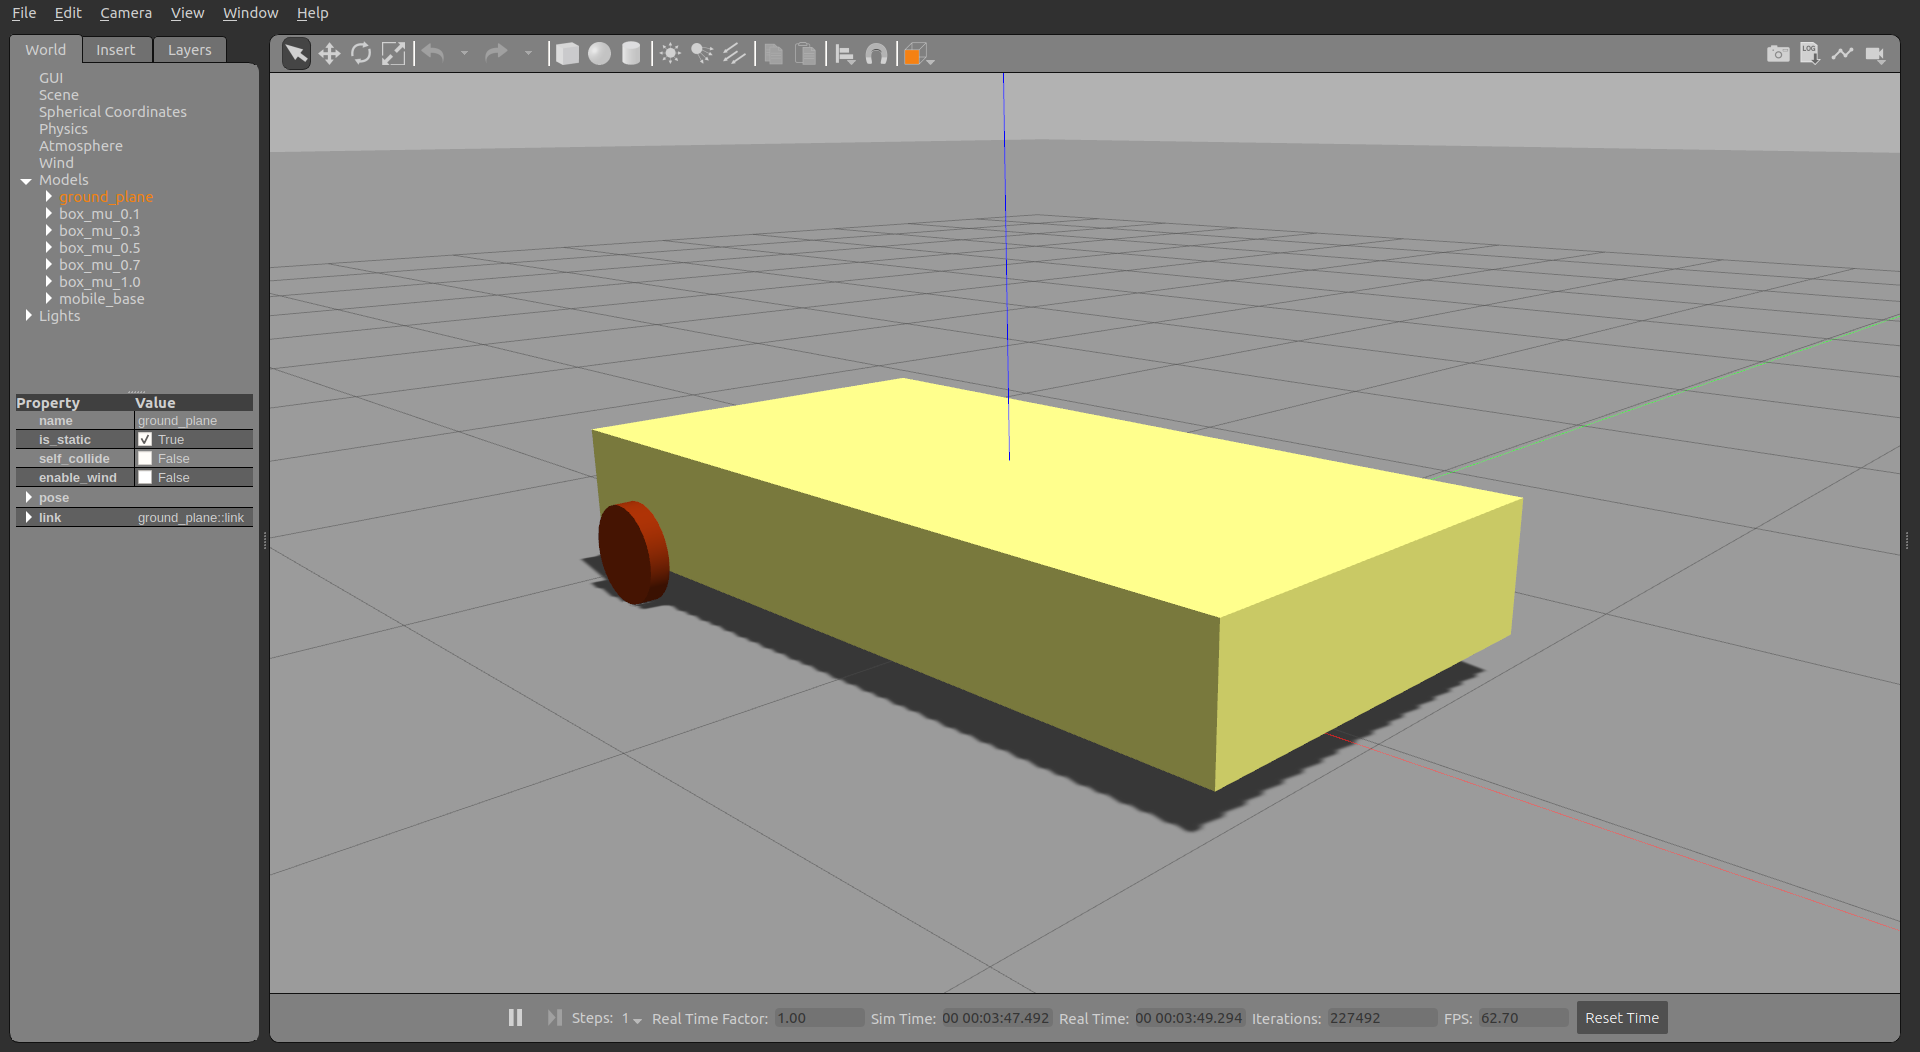 File Edit Camera View Window Help
World Insert Layers
LOG
GUI
Scene
Spherical Coordinates
Physics
Atmosphere
Wind
Models
ground_plane
box_mu_0.1
box_mu_0.3
box_mu_0.5
box_mu_0.7
box_mu_1.0
mobile_base
Lights
Property Value
name ground_plane
is_static True
self_collide False
enable_wind False
pose
link ground_plane::link
Steps: 1 Real Time Factor: 1.00 Sim Time: 00 00:03:47.492 Real Time: 00 00:03:49.294 Iterations: 227492 FPS: 62.70 Reset Time